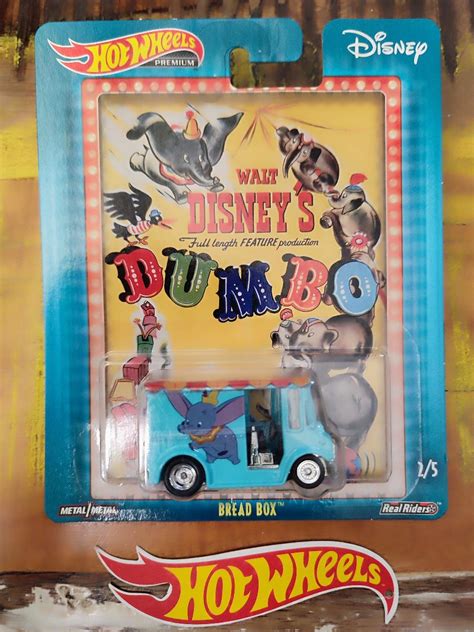 HOT WHEELS
PREMIUM
Disney
WALT
DISNEY'S
Full length FEATURE production
DUMBO
2/5
METAL/METAL
BREAD BOX™
Real Riders
HOT WHEELS